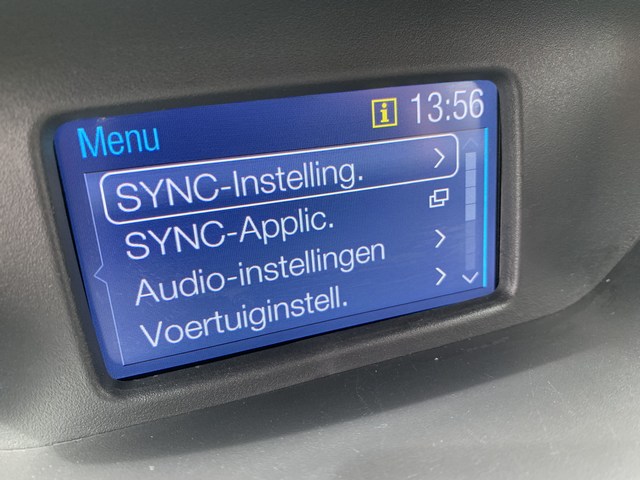 i 13:56
Menu
SYNC-Instelling.
SYNC-Applic.
Audio-instellingen
Voertuiginstell.